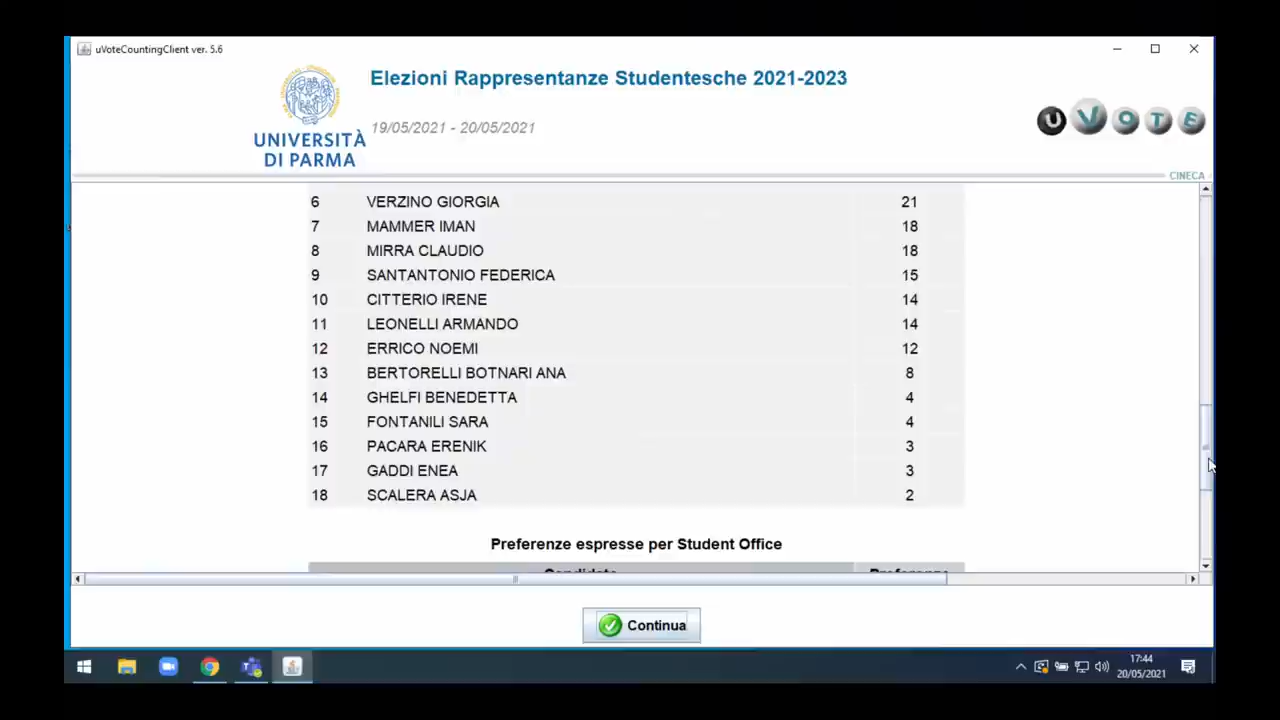 uVoteCountingClient ver. 5.6
Elezioni Rappresentanze Studentesche 2021-2023
19/05/2021 - 20/05/2021
UNIVERSITÀ
DI PARMA
U V O T E
CINECA
6 VERZINO GIORGIA 21
7 MAMMER IMAN 18
8 MIRRA CLAUDIO 18
9 SANTANTONIO FEDERICA 15
10 CITTERIO IRENE 14
11 LEONELLI ARMANDO 14
12 ERRICO NOEMI 12
13 BERTORELLI BOTNARI ANA 8
14 GHELFI BENEDETTA 4
15 FONTANILI SARA 4
16 PACARA ERENIK 3
17 GADDI ENEA 3
18 SCALERA ASJA 2
Preferenze espresse per Student Office
Candidato Preferenze
Continua
17:44
20/05/2021